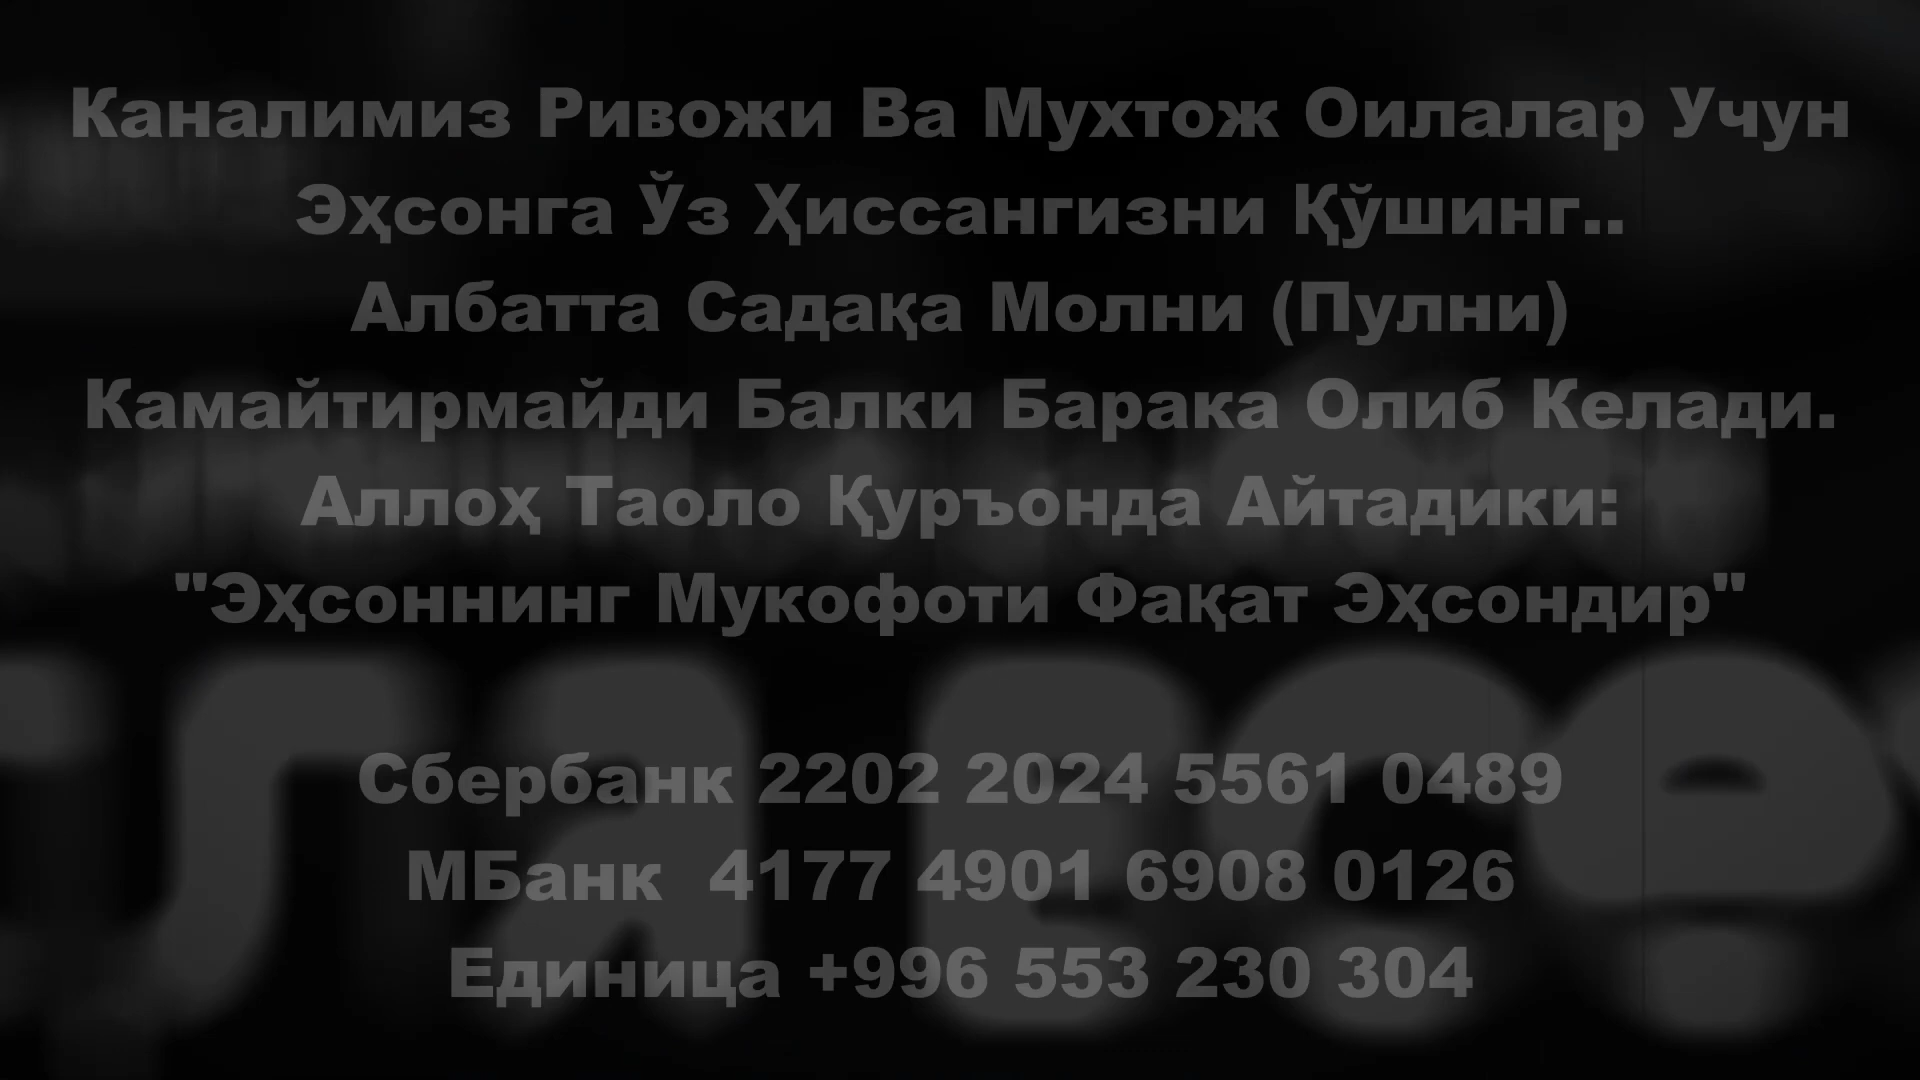 Каналимиз Ривожи Ва Мухтож Оилалар Учун
Эҳсонга Ўз Ҳиссангизни Қўшинг..
Албатта Садақа Молни (Пулни)
Камайтирмайди Балки Барака Олиб Келади.
Аллоҳ Таоло Қуръонда Айтадики:
"Эҳсоннинг Мукофоти Фақат Эҳсондир"
Сбербанк 2202 2024 5561 0489
МБанк  4177 4901 6908 0126
Единица +996 553 230 304